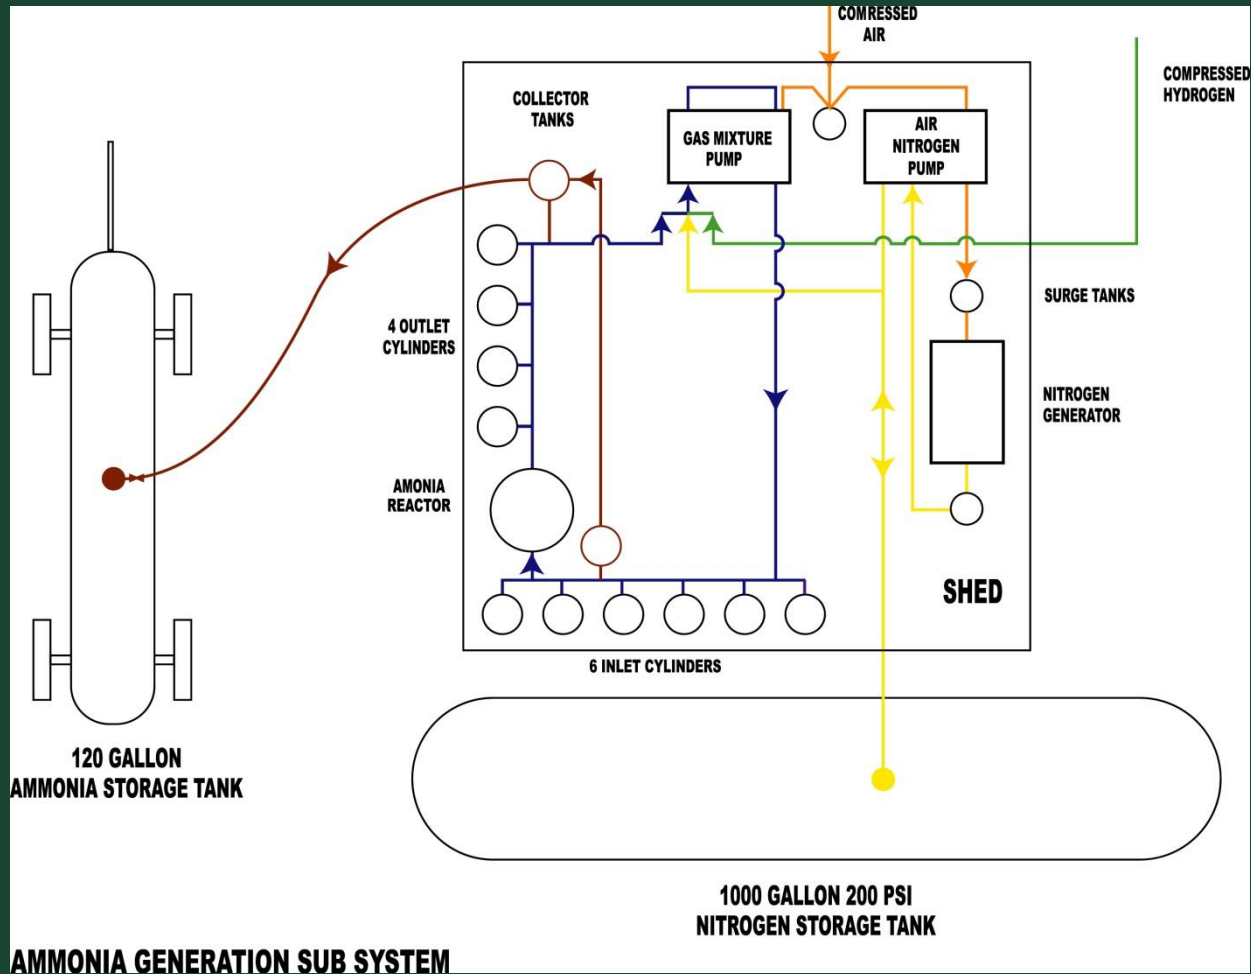 COMRESSED
AIR
COMPRESSED
HYDROGEN
COLLECTOR
TANKS
GAS MIXTURE
PUMP
AIR
NITROGEN
PUMP
SURGE TANKS
4 OUTLET
CYLINDERS
NITROGEN
GENERATOR
AMONIA
REACTOR
SHED
6 INLET CYLINDERS
120 GALLON
AMMONIA STORAGE TANK
1000 GALLON 200 PSI
NITROGEN STORAGE TANK
AMMONIA GENERATION SUB SYSTEM